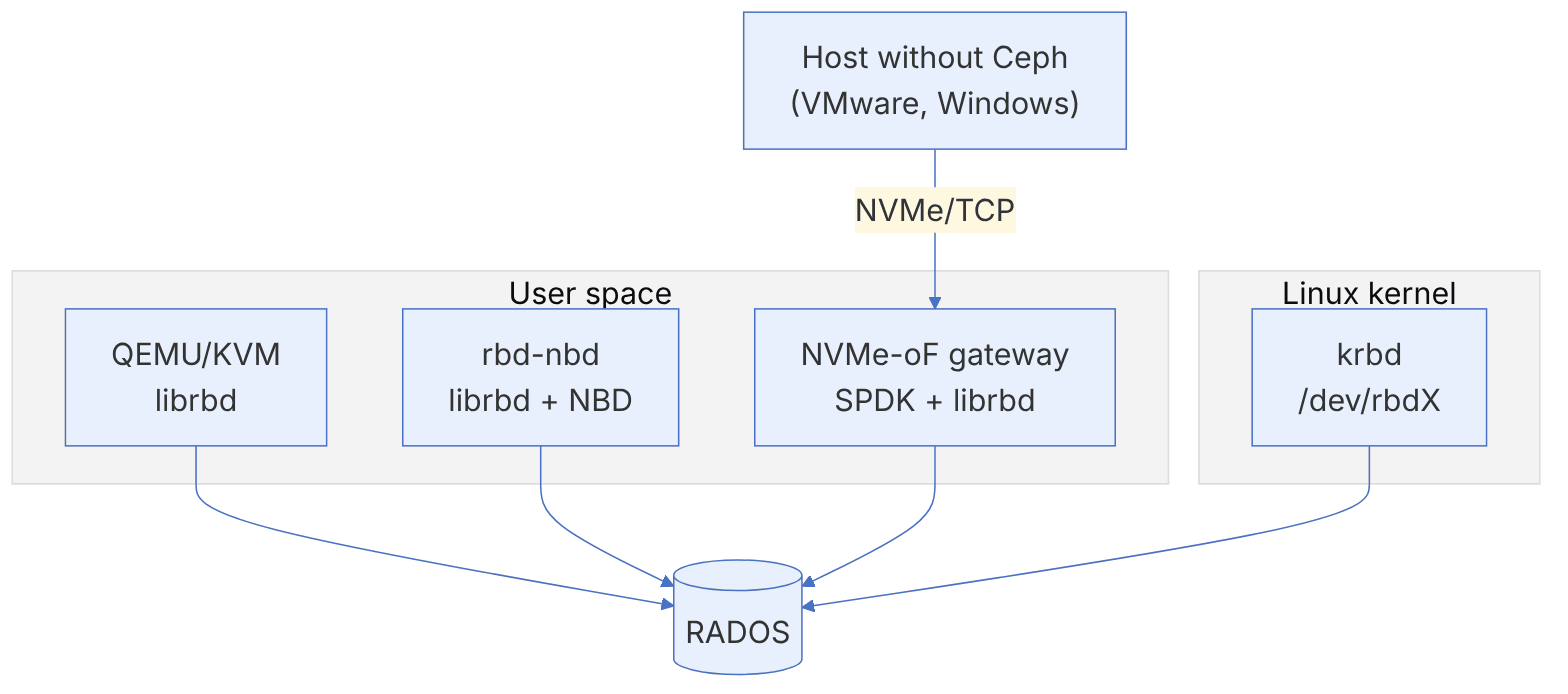 Host without Ceph
(VMware, Windows)
NVMe/TCP
User space
Linux kernel
QEMU/KVM
librbd
rbd-nbd
librbd + NBD
NVMe-oF gateway
SPDK + librbd
krbd
/dev/rbdX
RADOS